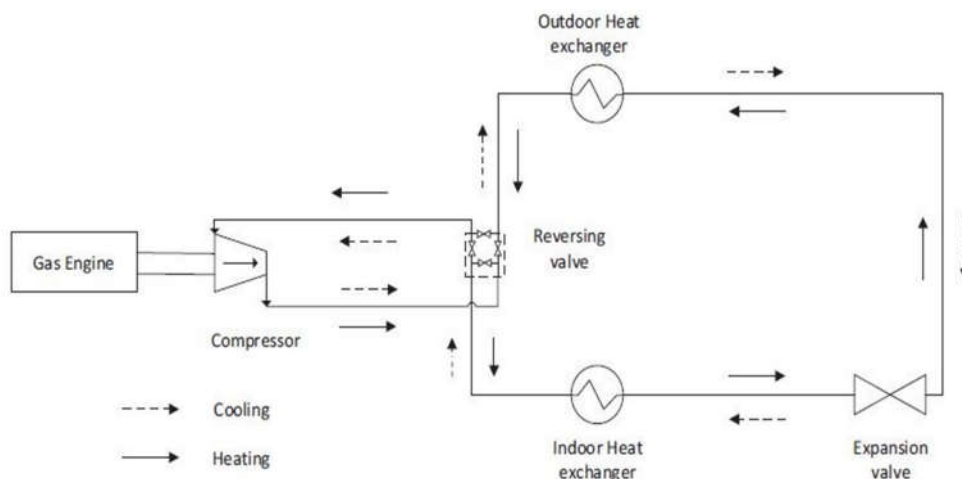 Outdoor Heat
exchanger
Reversing
valve
Gas Engine
Compressor
Cooling
Heating
Indoor Heat
exchanger
Expansion
valve